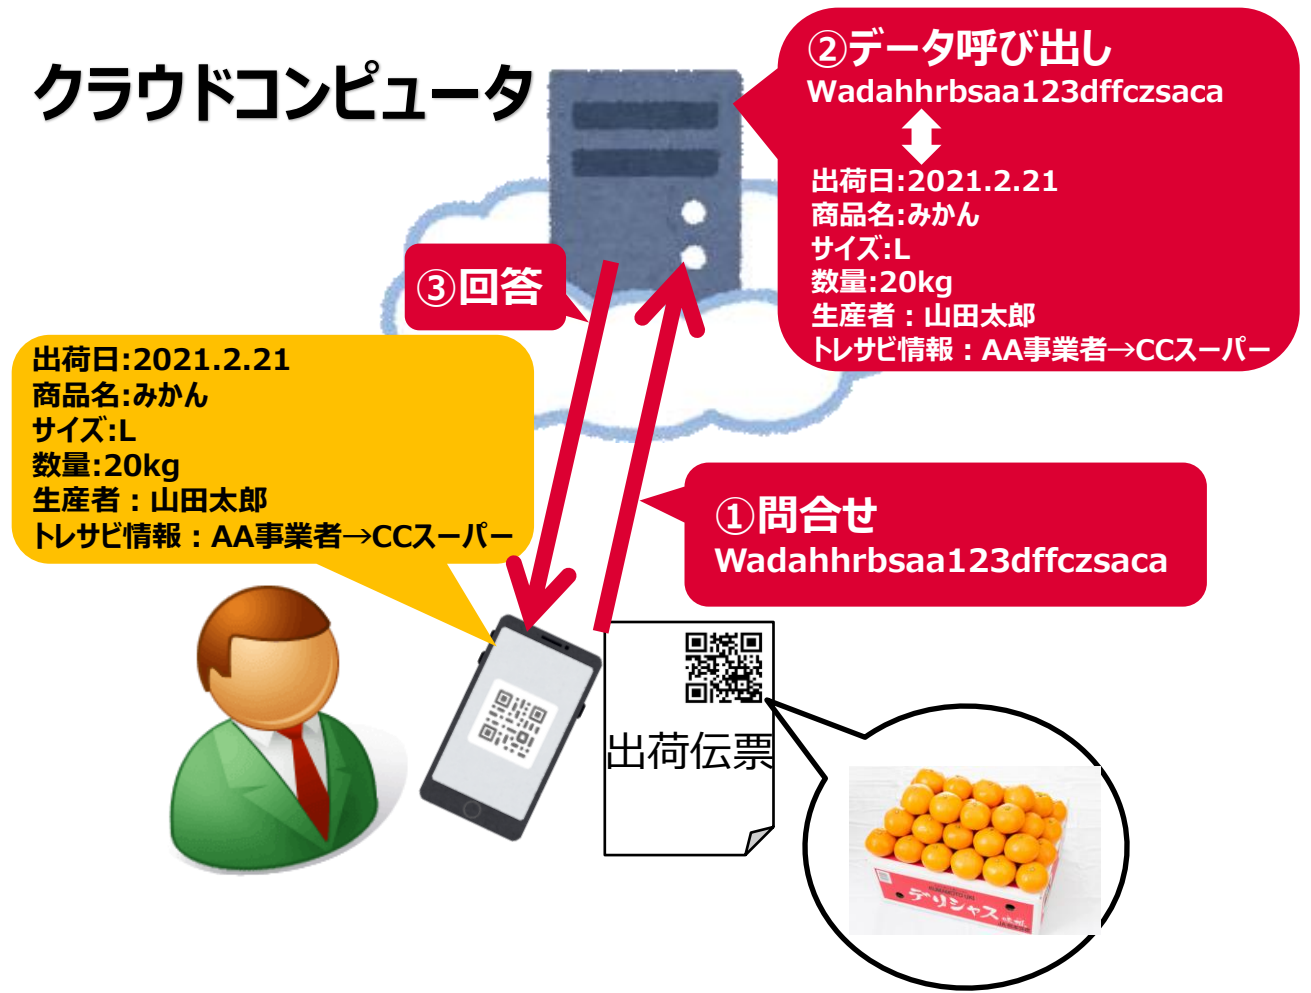 クラウドコンピュータ
②データ呼び出し
Wadahhrbsaa123dffczsaca
出荷日:2021.2.21
商品名:みかん
サイズ:L
数量:20kg
生産者：山田太郎
トレサビ情報：AA事業者→CCスーパー
③回答
出荷日:2021.2.21
商品名:みかん
サイズ:L
数量:20kg
生産者：山田太郎
トレサビ情報：AA事業者→CCスーパー
①問合せ
Wadahhrbsaa123dffczsaca
出荷伝票
デリシャス